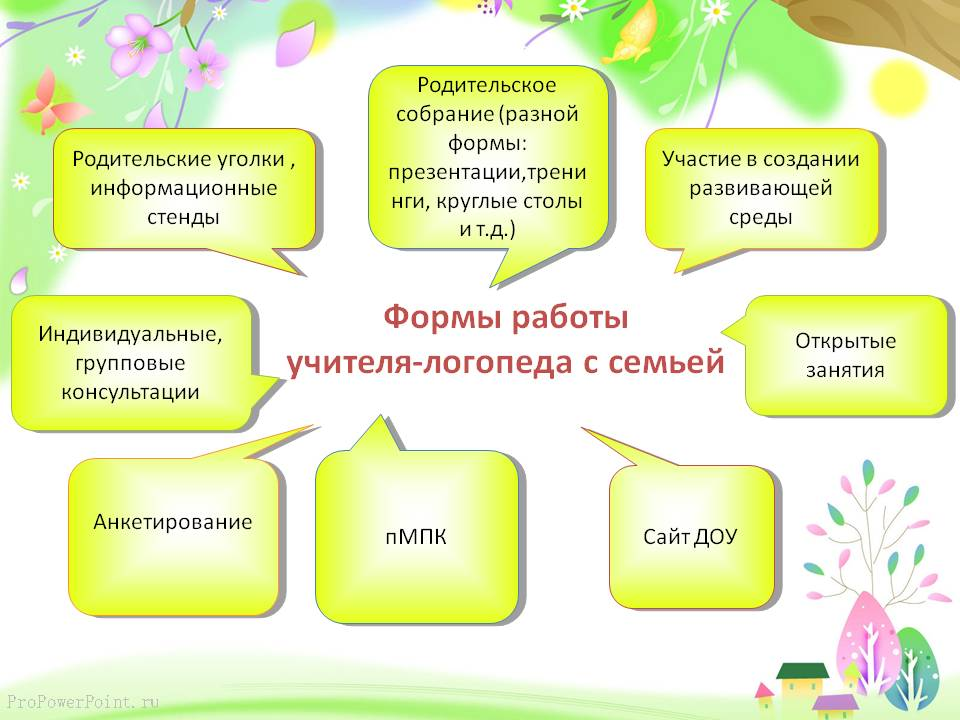 Родительское
собрание (разной
формы:
презентации,трени
нги, круглые столы
и т.д.)
Родительские уголки ,
информационные
стенды
Участие в создании
развивающей
среды
Формы работы
учителя-логопеда с семьей
Индивидуальные,
групповые
консультации
Открытые
занятия
Анкетирование
пМПК
Сайт ДОУ
ProPowerPoint.ru